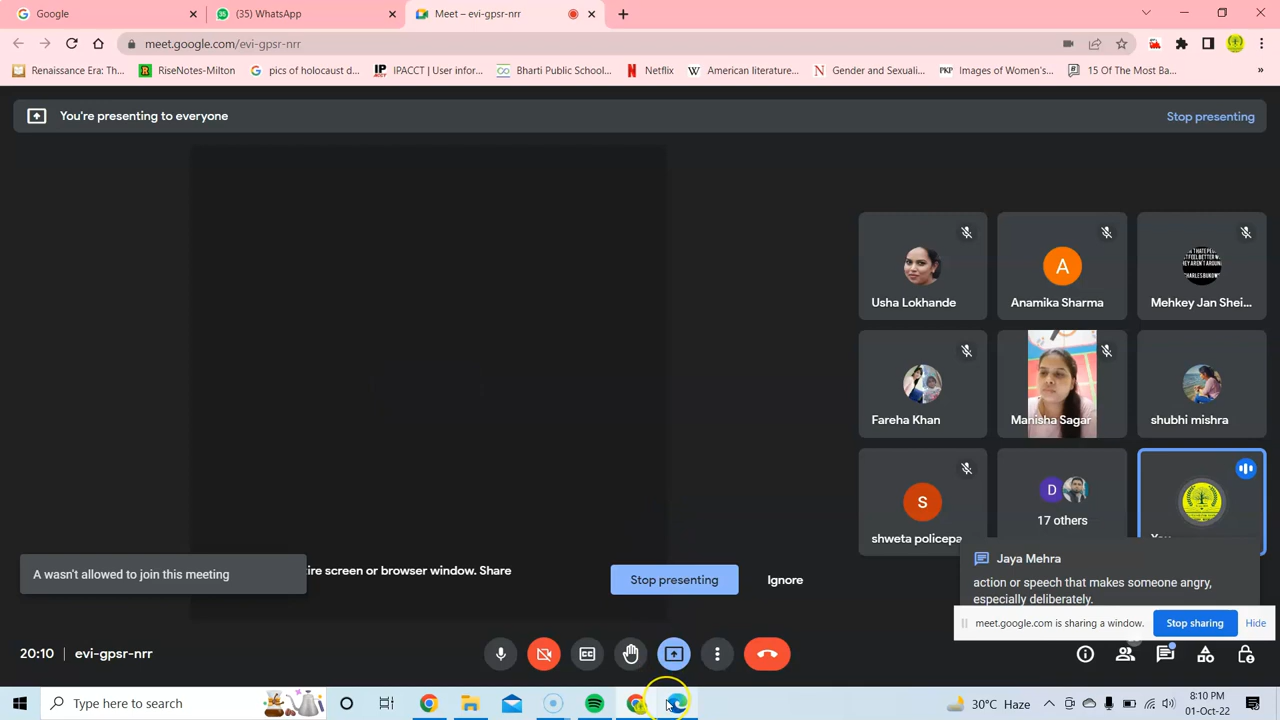 Google
(35) WhatsApp
Meet – evi-gpsr-nrr
meet.google.com/evi-gpsr-nrr
Renaissance Era: Th...
RiseNotes-Milton
pics of holocaust d...
IPACCT | User infor...
Bharti Public School...
Netflix
American literature...
Gender and Sexuali...
Images of Women's...
15 Of The Most Ba...
»
You're presenting to everyone
Stop presenting
Usha Lokhande
A
Anamika Sharma
Mehkey Jan Shei...
Fareha Khan
Manisha Sagar
shubhi mishra
S
shweta policepa
D
17 others
Jaya Mehra
action or speech that makes someone angry,
especially deliberately.
A wasn't allowed to join this meeting
ire screen or browser window. Share
Stop presenting
Ignore
meet.google.com is sharing a window.
Stop sharing
Hide
20:10
evi-gpsr-nrr
Type here to search
30°C Haze
8:10 PM
01-Oct-22